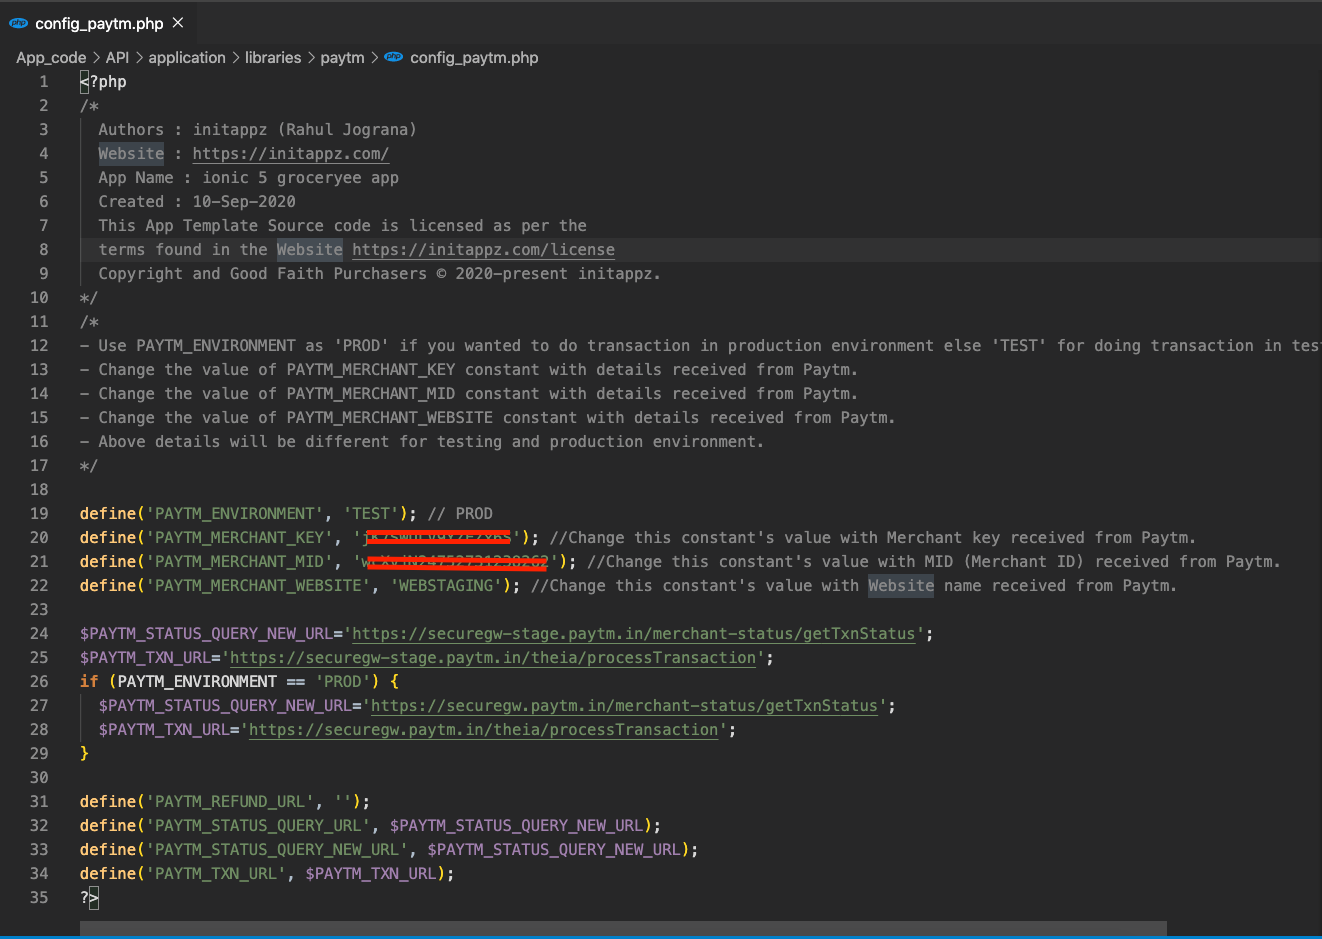 config_paytm.php
App_code > API > application > libraries > paytm > config_paytm.php
1 <?php
2 /*
3 Authors : initappz (Rahul Jograna)
4 Website : https://initappz.com/
5 App Name : ionic 5 groceryee app
6 Created : 10-Sep-2020
7 This App Template Source code is licensed as per the
8 terms found in the Website https://initappz.com/license
9 Copyright and Good Faith Purchasers © 2020-present initappz.
10 */
11 /*
12 - Use PAYTM_ENVIRONMENT as 'PROD' if you wanted to do transaction in production environment else 'TEST' for doing transaction in tes
13 - Change the value of PAYTM_MERCHANT_KEY constant with details received from Paytm.
14 - Change the value of PAYTM_MERCHANT_MID constant with details received from Paytm.
15 - Change the value of PAYTM_MERCHANT_WEBSITE constant with details received from Paytm.
16 - Above details will be different for testing and production environment.
17 */
18
19 define('PAYTM_ENVIRONMENT', 'TEST'); // PROD
20 define('PAYTM_MERCHANT_KEY', ''); //Change this constant's value with Merchant key received from Paytm.
21 define('PAYTM_MERCHANT_MID', ''); //Change this constant's value with MID (Merchant ID) received from Paytm.
22 define('PAYTM_MERCHANT_WEBSITE', 'WEBSTAGING'); //Change this constant's value with Website name received from Paytm.
23
24 $PAYTM_STATUS_QUERY_NEW_URL='https://securegw-stage.paytm.in/merchant-status/getTxnStatus';
25 $PAYTM_TXN_URL='https://securegw-stage.paytm.in/theia/processTransaction';
26 if (PAYTM_ENVIRONMENT == 'PROD') {
27 $PAYTM_STATUS_QUERY_NEW_URL='https://securegw.paytm.in/merchant-status/getTxnStatus';
28 $PAYTM_TXN_URL='https://securegw.paytm.in/theia/processTransaction';
29 }
30
31 define('PAYTM_REFUND_URL', '');
32 define('PAYTM_STATUS_QUERY_URL', $PAYTM_STATUS_QUERY_NEW_URL);
33 define('PAYTM_STATUS_QUERY_NEW_URL', $PAYTM_STATUS_QUERY_NEW_URL);
34 define('PAYTM_TXN_URL', $PAYTM_TXN_URL);
35 ?>